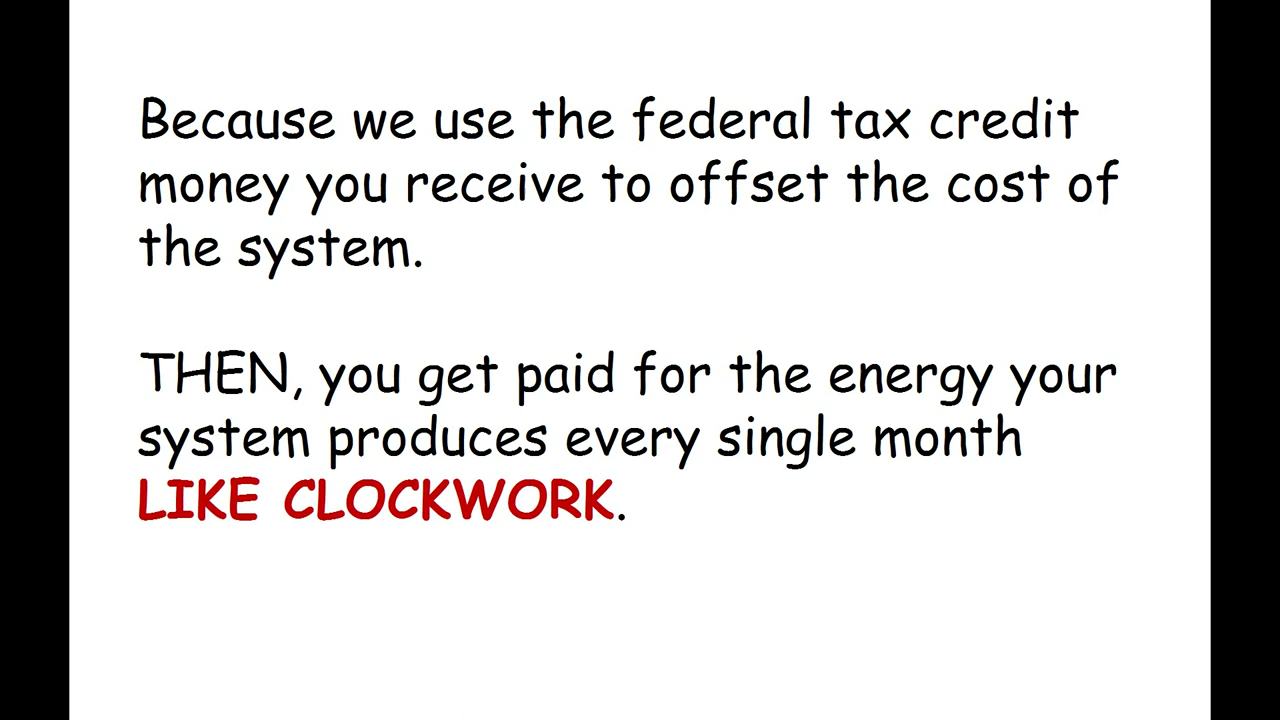 Because we use the federal tax credit
money you receive to offset the cost of
the system.
THEN, you get paid for the energy your
system produces every single month
LIKE CLOCKWORK.